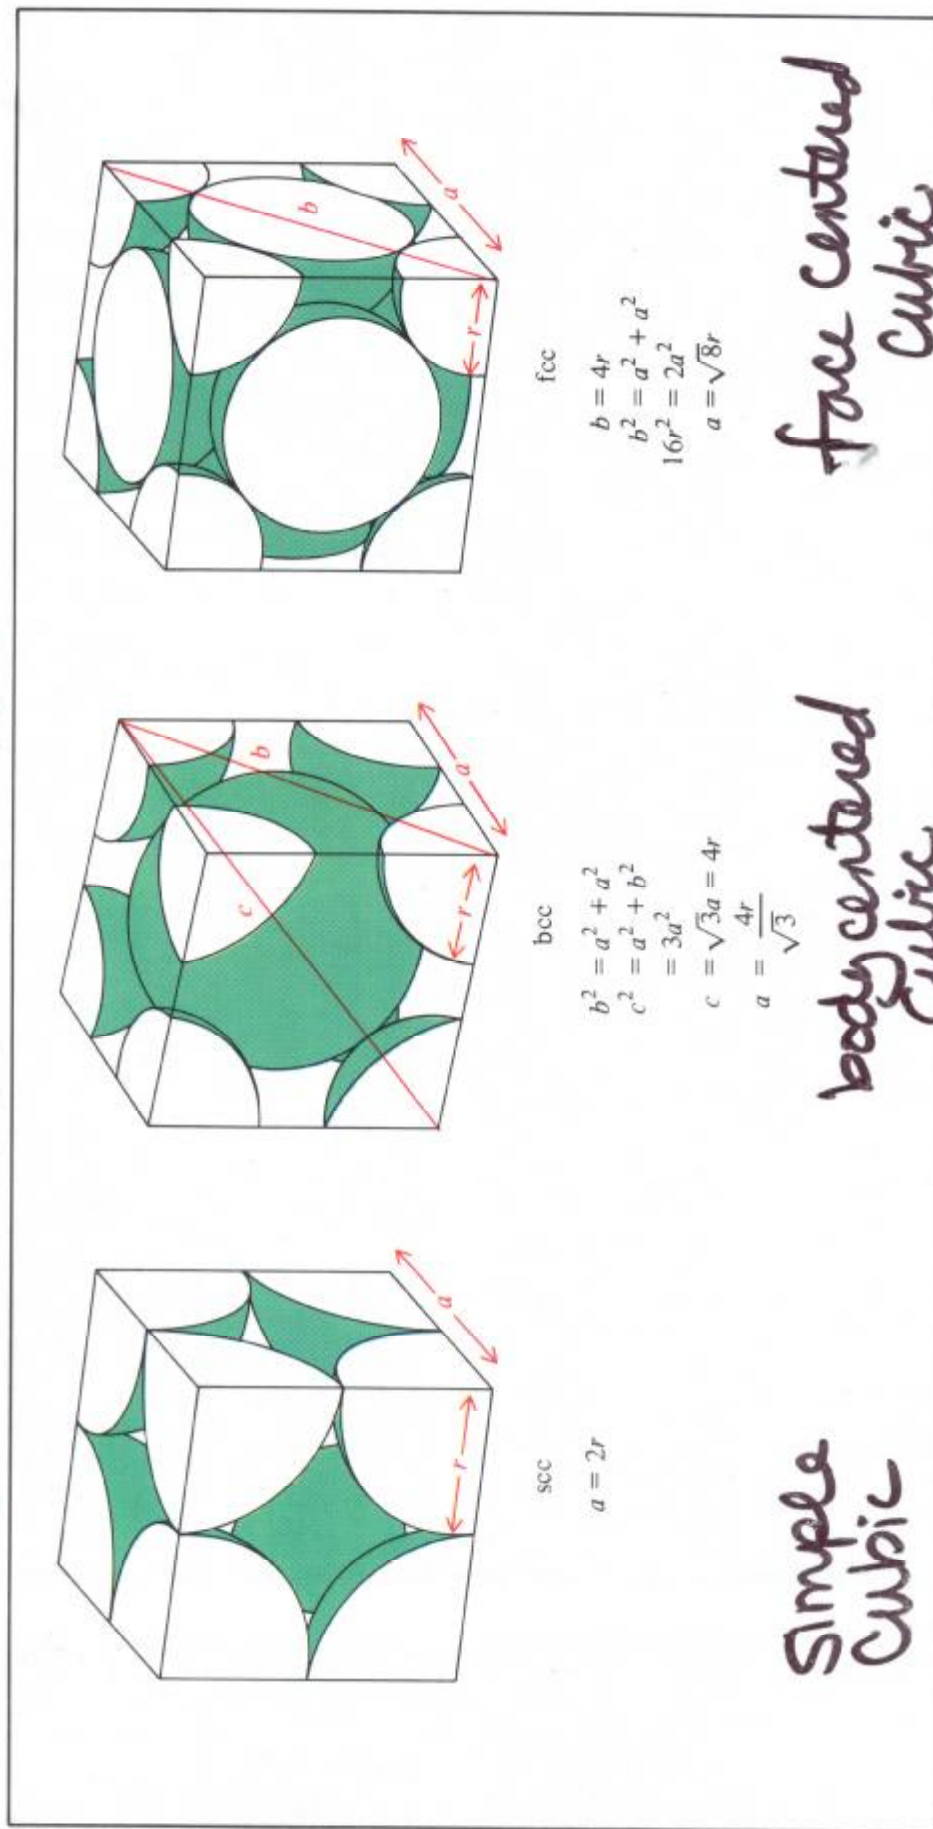 r
a
scc
a = 2r
Simple
Cubic
c
b
r
a
bcc
b² = a² + a²
c² = a² + b²
= 3a²
c = √3a = 4r
a = 4r/√3
body centered
Cubic
b
r
a
fcc
b = 4r
b² = a² + a²
16r² = 2a²
a = √8r
face centered
cubic